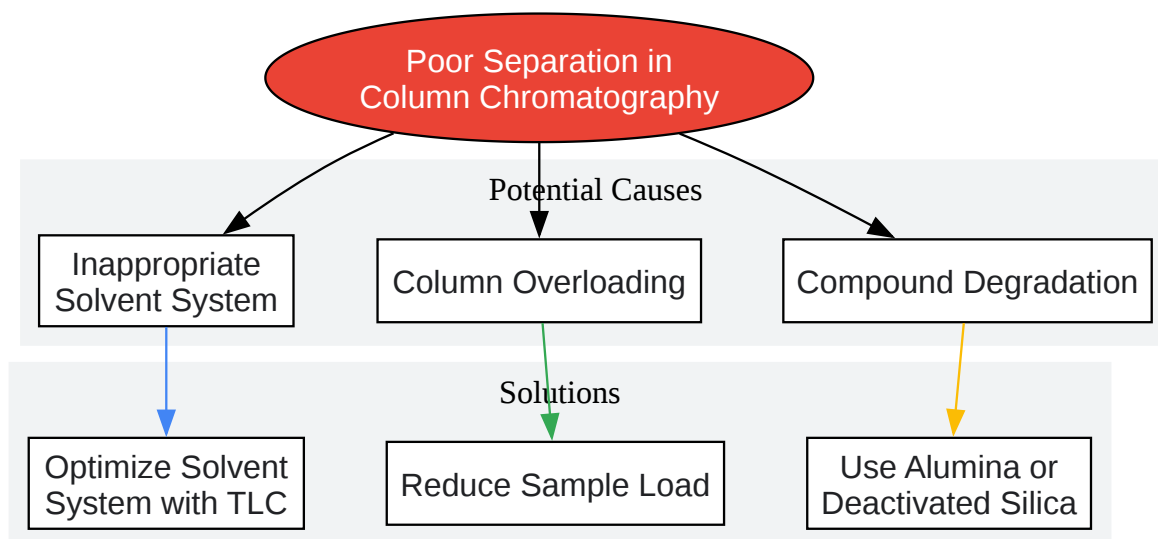 Poor Separation in
Column Chromatography
Potential Causes
Inappropriate
Solvent System
Column Overloading
Compound Degradation
Solutions
Optimize Solvent
System with TLC
Reduce Sample Load
Use Alumina or
Deactivated Silica